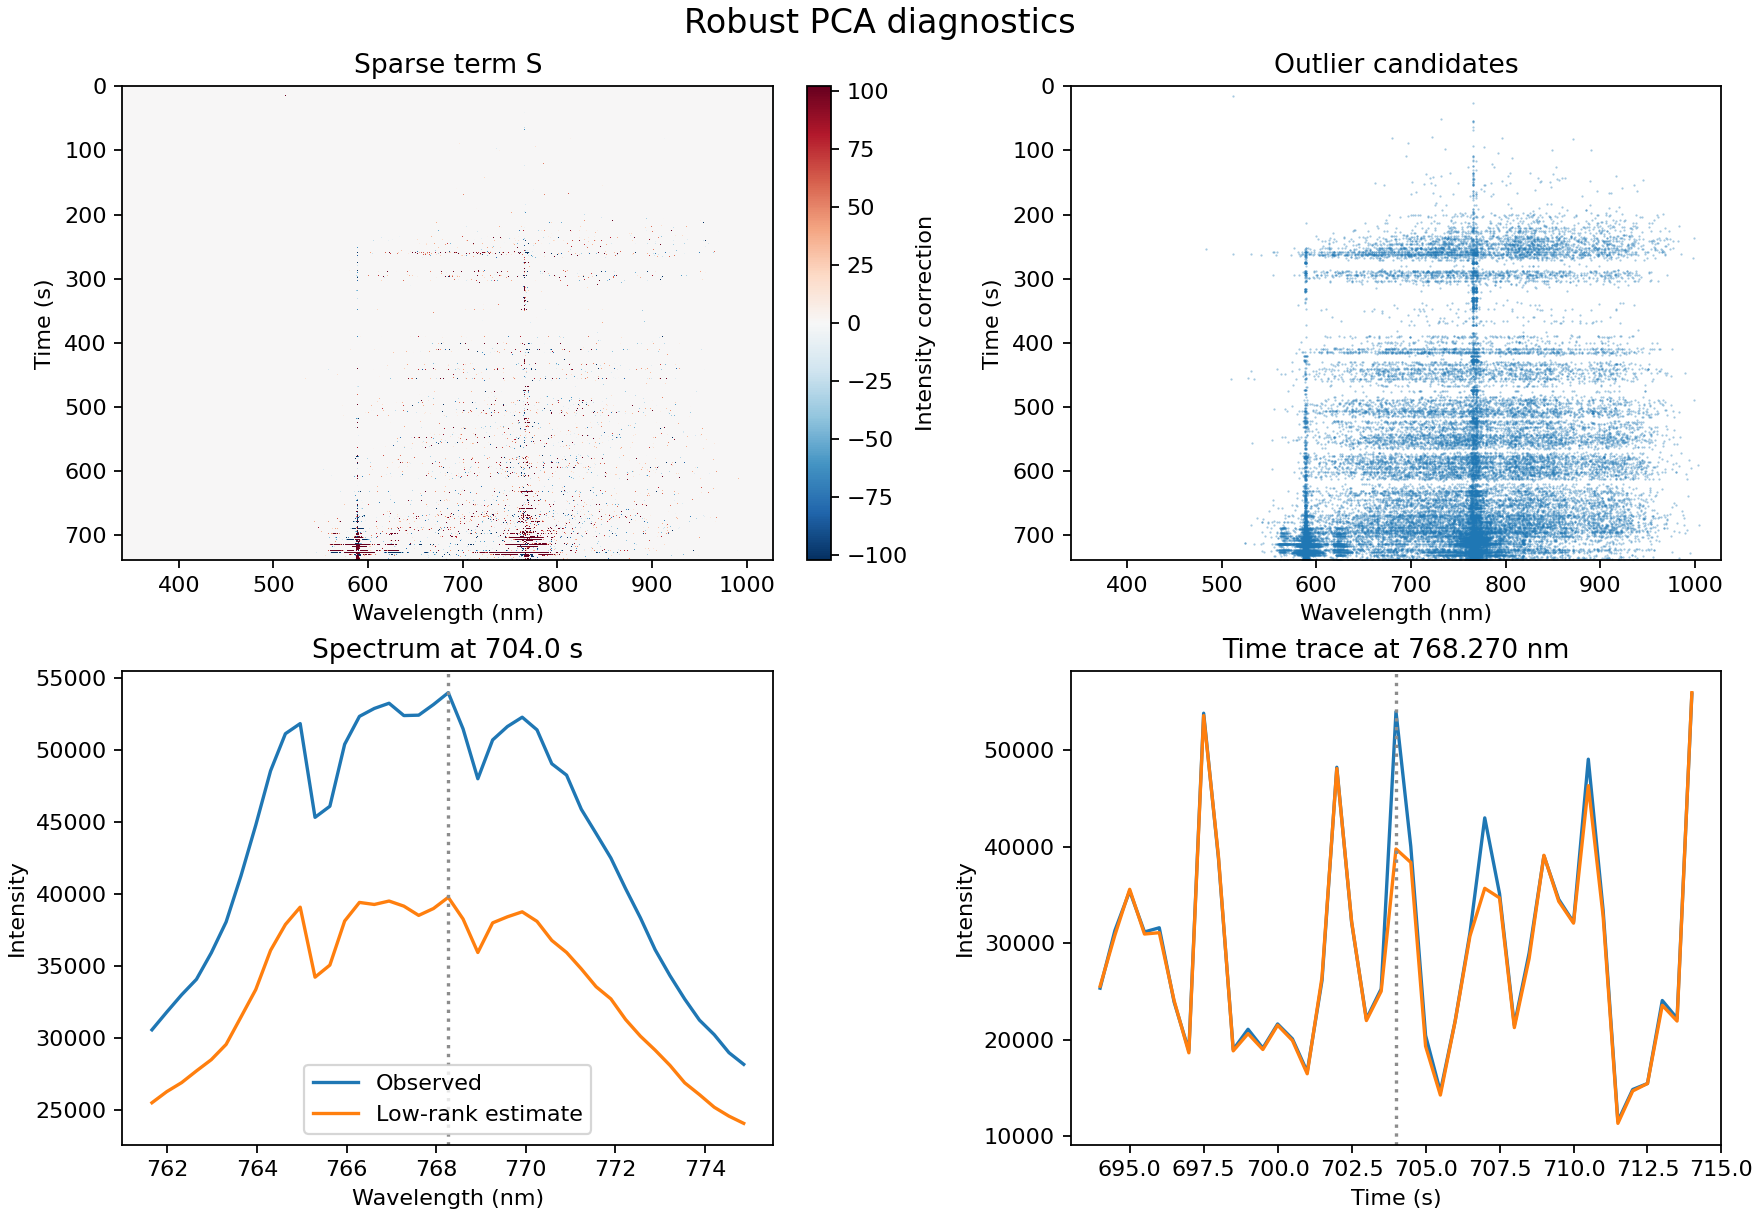 Robust PCA diagnostics
Sparse term S
0
100
200
300
400
500
600
700
Time (s)
400 500 600 700 800 900 1000
Wavelength (nm)
100
75
50
25
0
−25
−50
−75
−100
Intensity correction
Outlier candidates
0
100
200
300
400
500
600
700
Time (s)
400 500 600 700 800 900 1000
Wavelength (nm)
Spectrum at 704.0 s
55000
50000
45000
40000
35000
30000
25000
Intensity
Observed
Low-rank estimate
762 764 766 768 770 772 774
Wavelength (nm)
Time trace at 768.270 nm
50000
40000
30000
20000
10000
Intensity
695.0 697.5 700.0 702.5 705.0 707.5 710.0 712.5 715.0
Time (s)